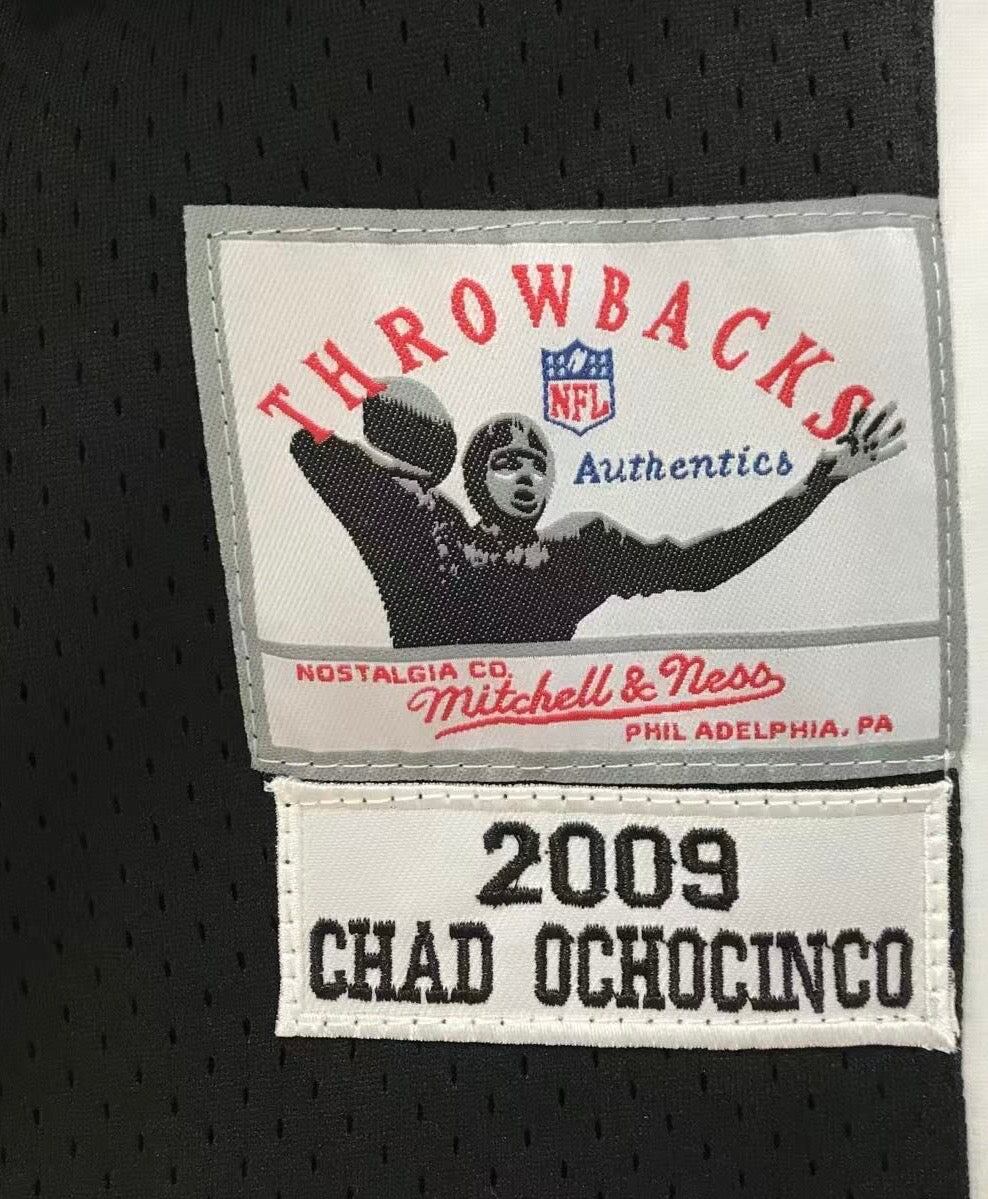 THROWBACKS
NFL
Authentics
NOSTALGIA CO.
Mitchell & Ness
PHIL ADELPHIA, PA
2009
CHAD OCHOCINCO